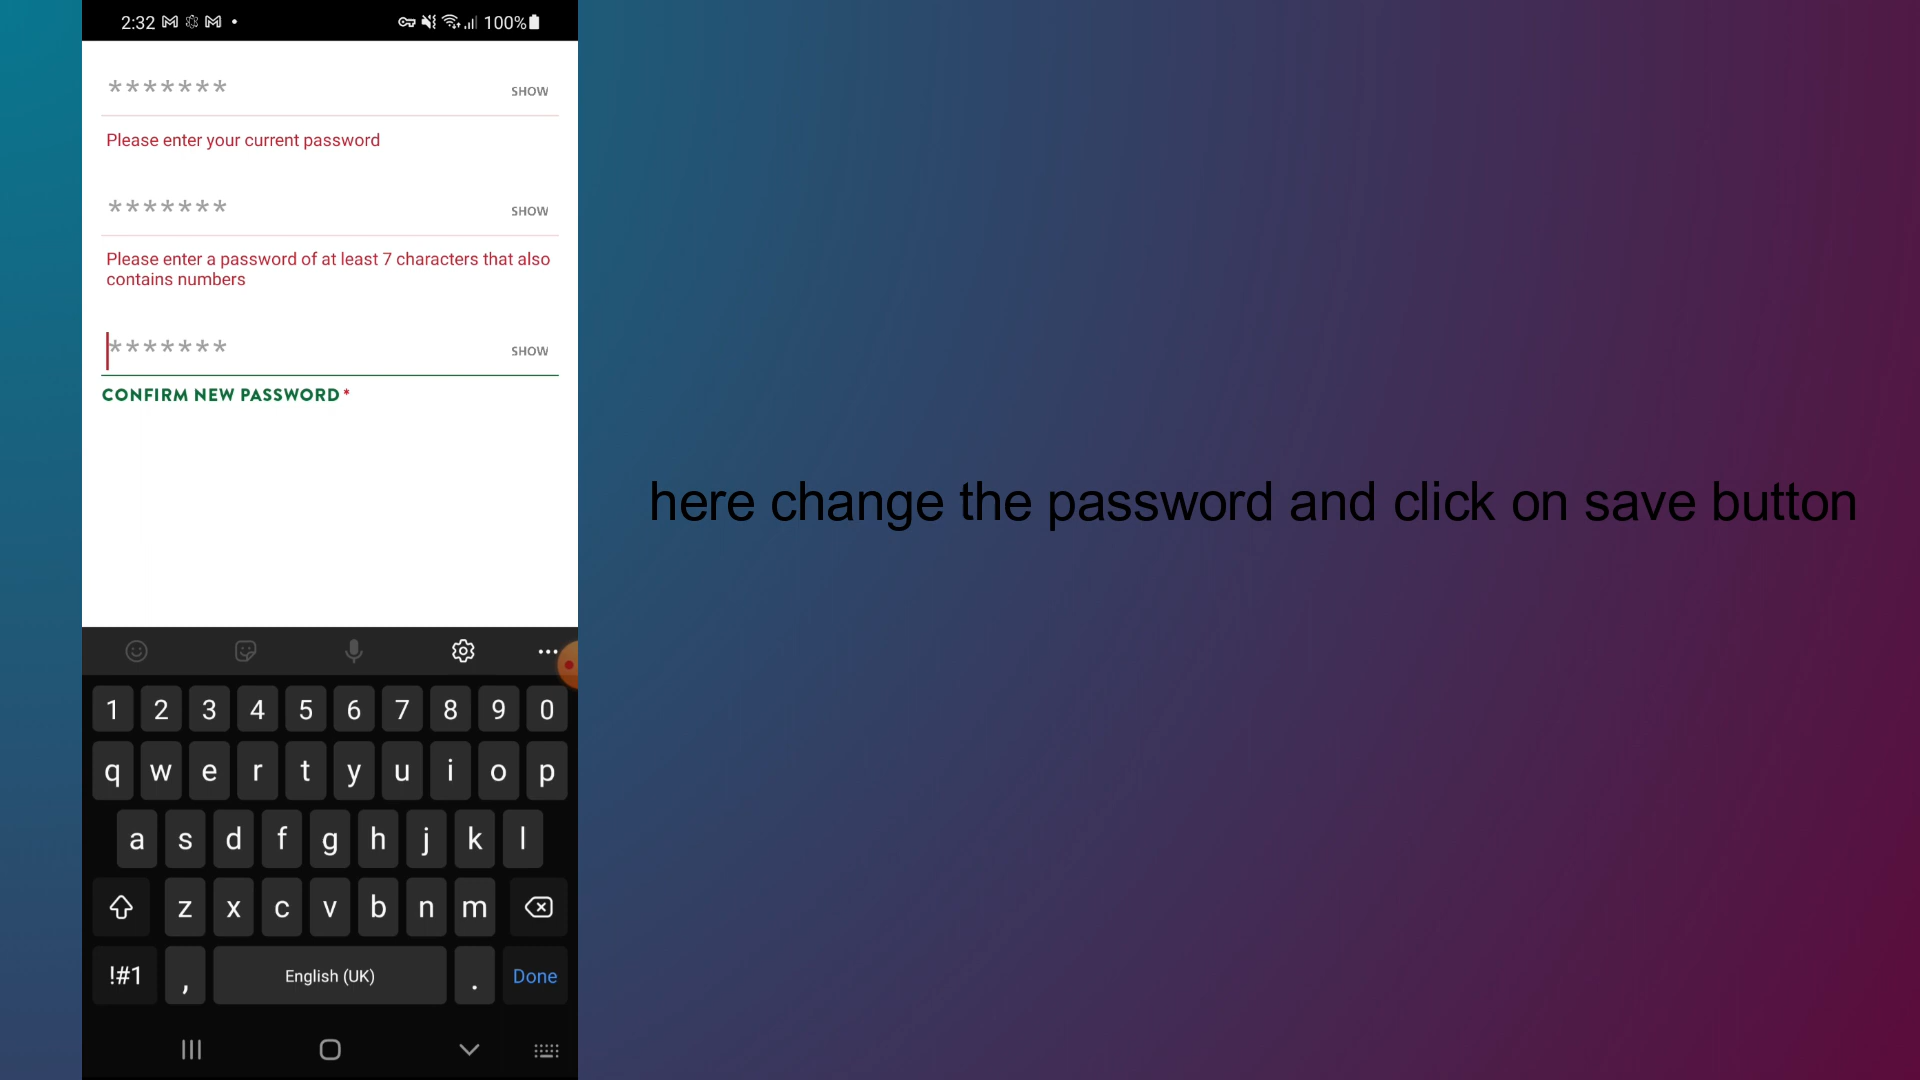 2:32 100%
******* SHOW
Please enter your current password
******* SHOW
Please enter a password of at least 7 characters that also
contains numbers
******* SHOW
CONFIRM NEW PASSWORD *
here change the password and click on save button
1 2 3 4 5 6 7 8 9 0
q w e r t y u i o p
a s d f g h j k l
z x c v b n m
!#1 , English (UK) . Done